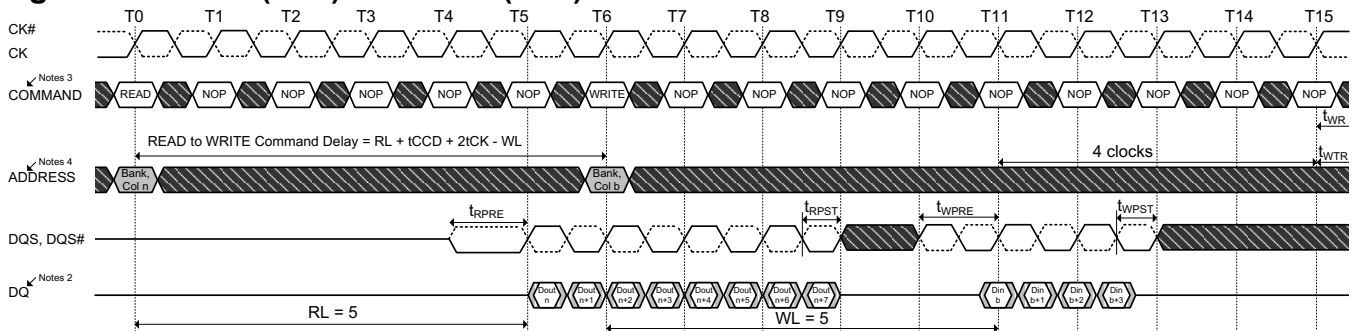 T0 T1 T2 T3 T4 T5 T6 T7 T8 T9 T10 T11 T12 T13 T14 T15
CK#
CK
Notes 3
COMMAND READ NOP NOP NOP NOP NOP WRITE NOP NOP NOP NOP NOP NOP NOP NOP NOP
tWR
READ to WRITE Command Delay = RL + tCCD + 2tCK - WL
4 clocks tWTR
Notes 4
ADDRESS Bank, Col n Bank, Col b
tRPRE tRPST tWPRE tWPST
DQS, DQS#
Notes 2
DQ Dout n Dout n+1 Dout n+2 Dout n+3 Dout n+4 Dout n+5 Dout n+6 Dout n+7 Din b Din b+1 Din b+2 Din b+3
RL = 5 WL = 5